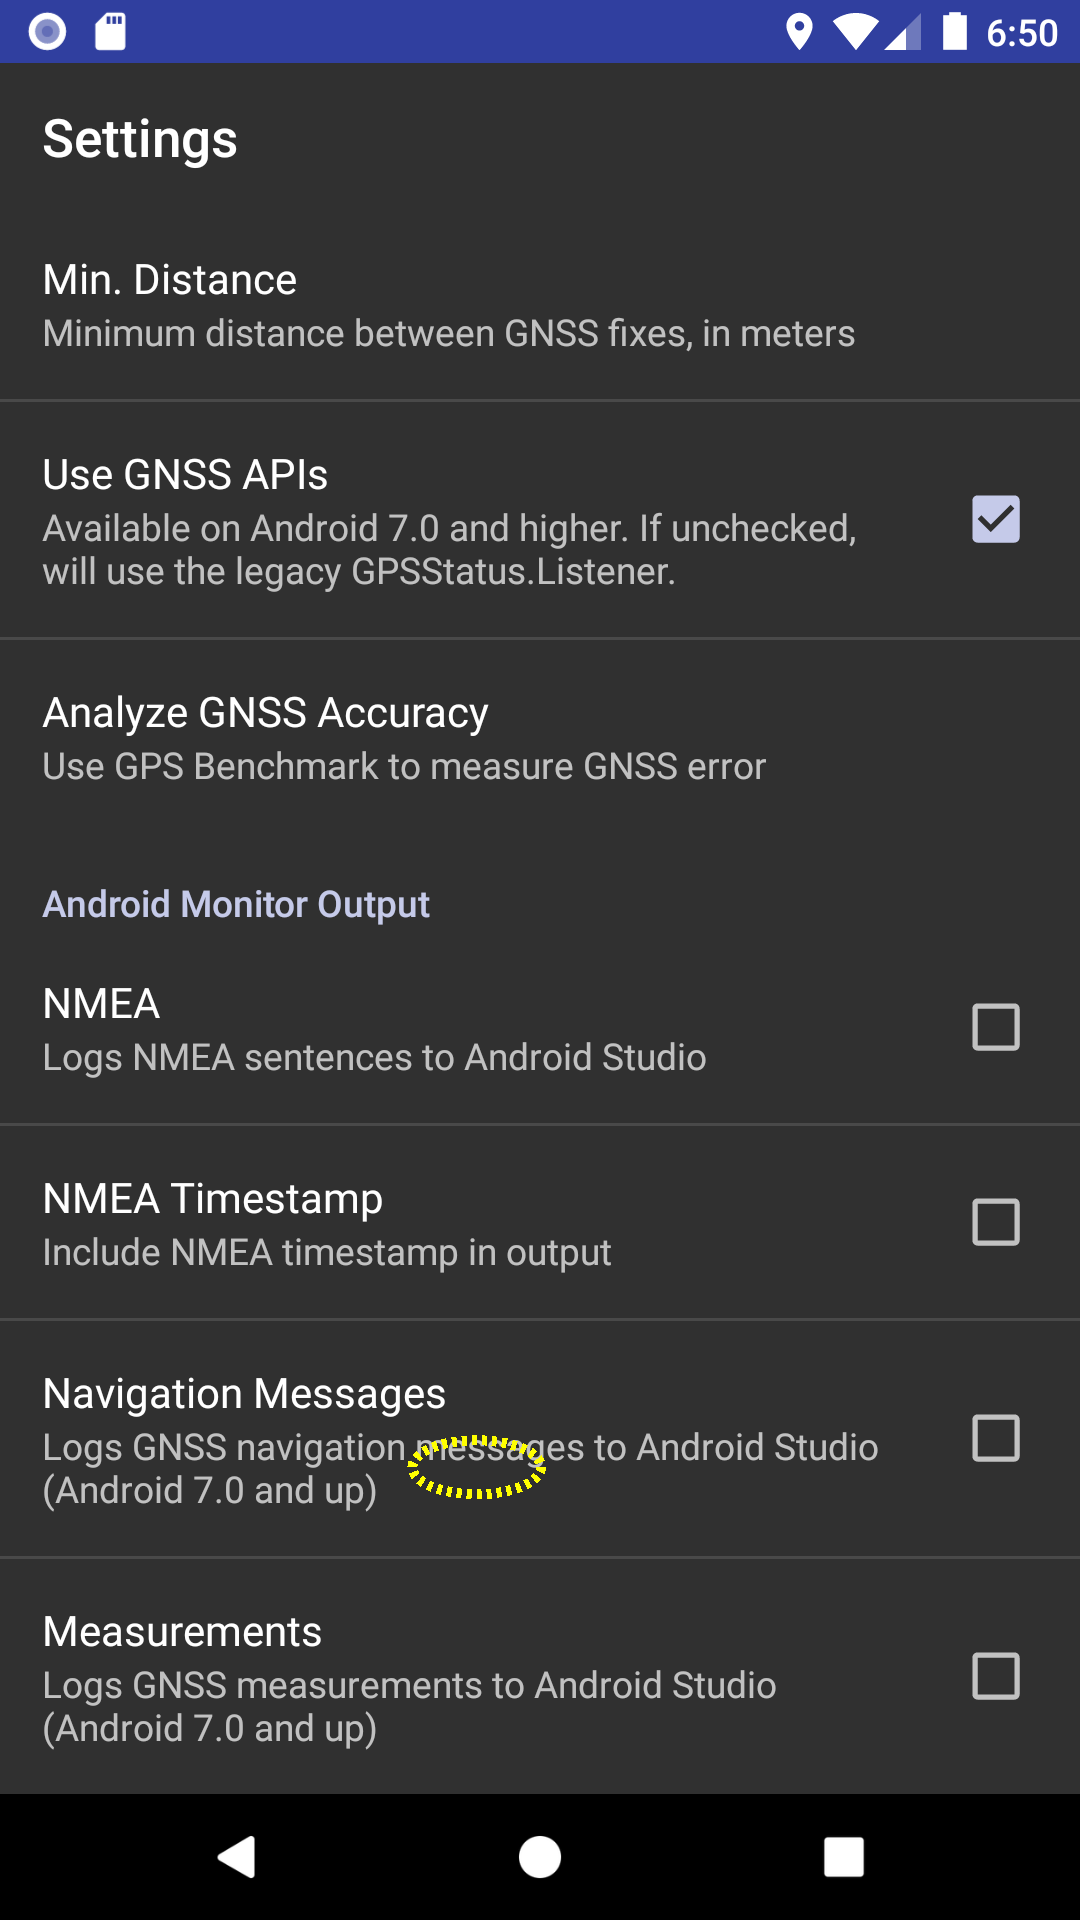 6:50
Settings
Min. Distance
Minimum distance between GNSS fixes, in meters
Use GNSS APIs
Available on Android 7.0 and higher. If unchecked,
will use the legacy GPSStatus.Listener.
Analyze GNSS Accuracy
Use GPS Benchmark to measure GNSS error
Android Monitor Output
NMEA
Logs NMEA sentences to Android Studio
NMEA Timestamp
Include NMEA timestamp in output
Navigation Messages
Logs GNSS navigation messages to Android Studio
(Android 7.0 and up)
Measurements
Logs GNSS measurements to Android Studio
(Android 7.0 and up)